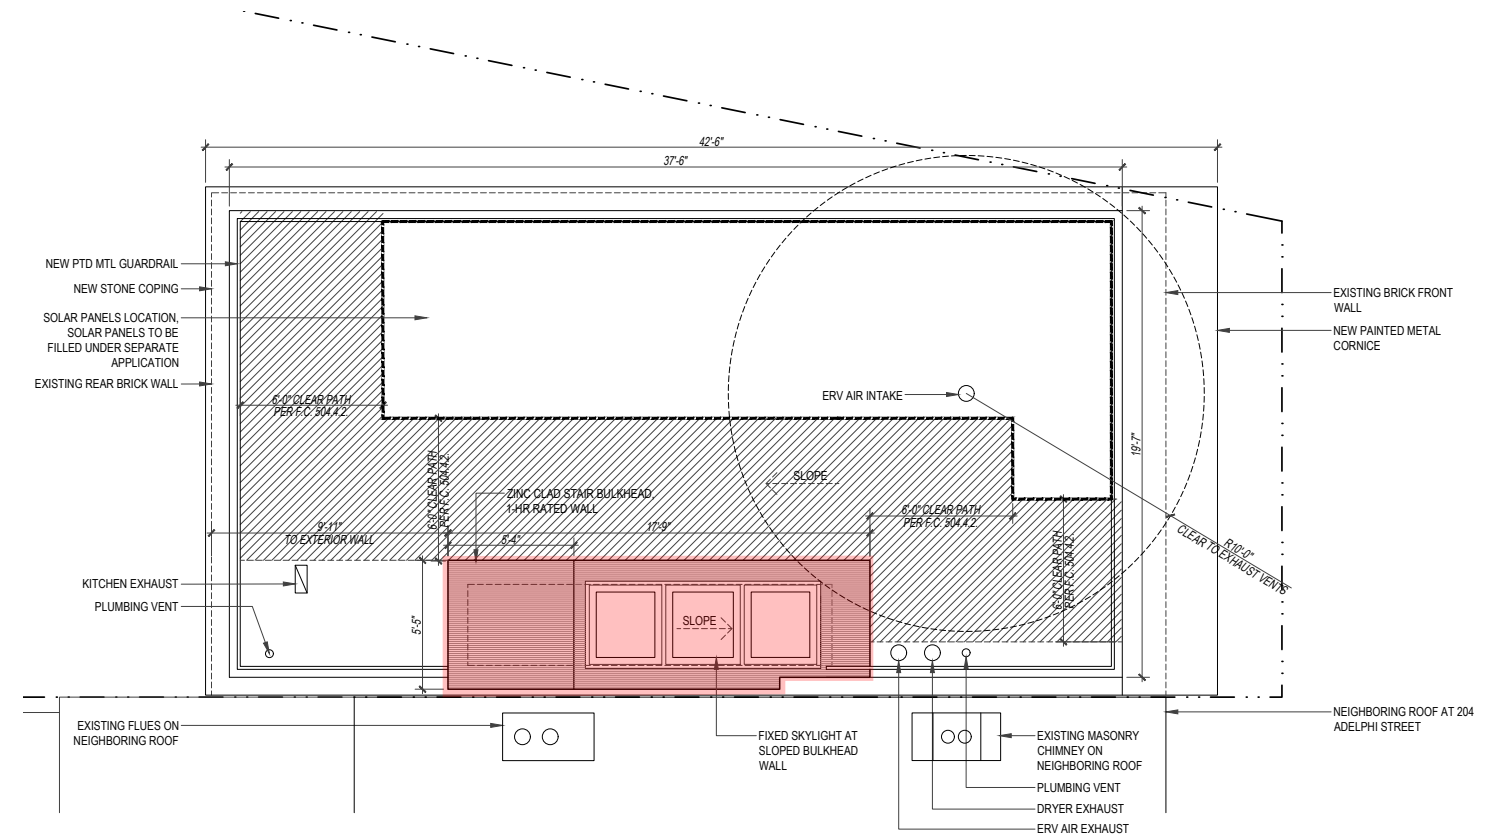 42'-6"
37'-6"
NEW PTD MTL GUARDRAIL
NEW STONE COPING
SOLAR PANELS LOCATION,
SOLAR PANELS TO BE
FILLED UNDER SEPARATE
APPLICATION
EXISTING REAR BRICK WALL
EXISTING BRICK FRONT
WALL
NEW PAINTED METAL
CORNICE
6'-0" CLEAR PATH
PER F.C. 504.4.2.
ERV AIR INTAKE
19'-7"
6'-0" CLEAR PATH
PER F.C. 504.4.2.
SLOPE
ZINC CLAD STAIR BULKHEAD,
1-HR RATED WALL
6'-0" CLEAR PATH
PER F.C. 504.4.2.
9'-11"
TO EXTERIOR WALL
17'-9"
5'-4"
R10'-0"
CLEAR TO EXHAUST VENTS
6'-0" CLEAR PATH
PER F.C. 504.4.2.
KITCHEN EXHAUST
PLUMBING VENT
5'-5"
SLOPE
EXISTING FLUES ON
NEIGHBORING ROOF
FIXED SKYLIGHT AT
SLOPED BULKHEAD
WALL
EXISTING MASONRY
CHIMNEY ON
NEIGHBORING ROOF
PLUMBING VENT
DRYER EXHAUST
ERV AIR EXHAUST
NEIGHBORING ROOF AT 204
ADELPHI STREET